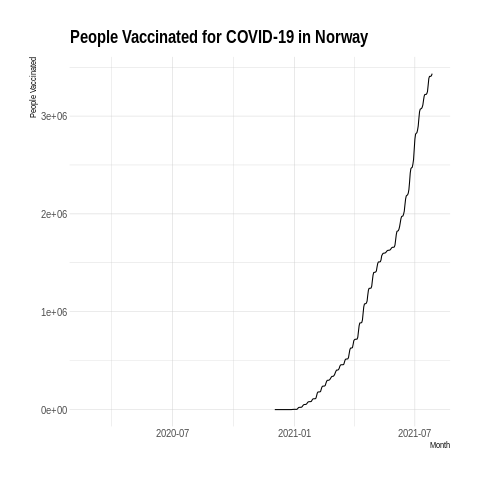 People Vaccinated for COVID-19 in Norway
People Vaccinated
3e+06
2e+06
1e+06
0e+00
2020-07
2021-01
2021-07
Month